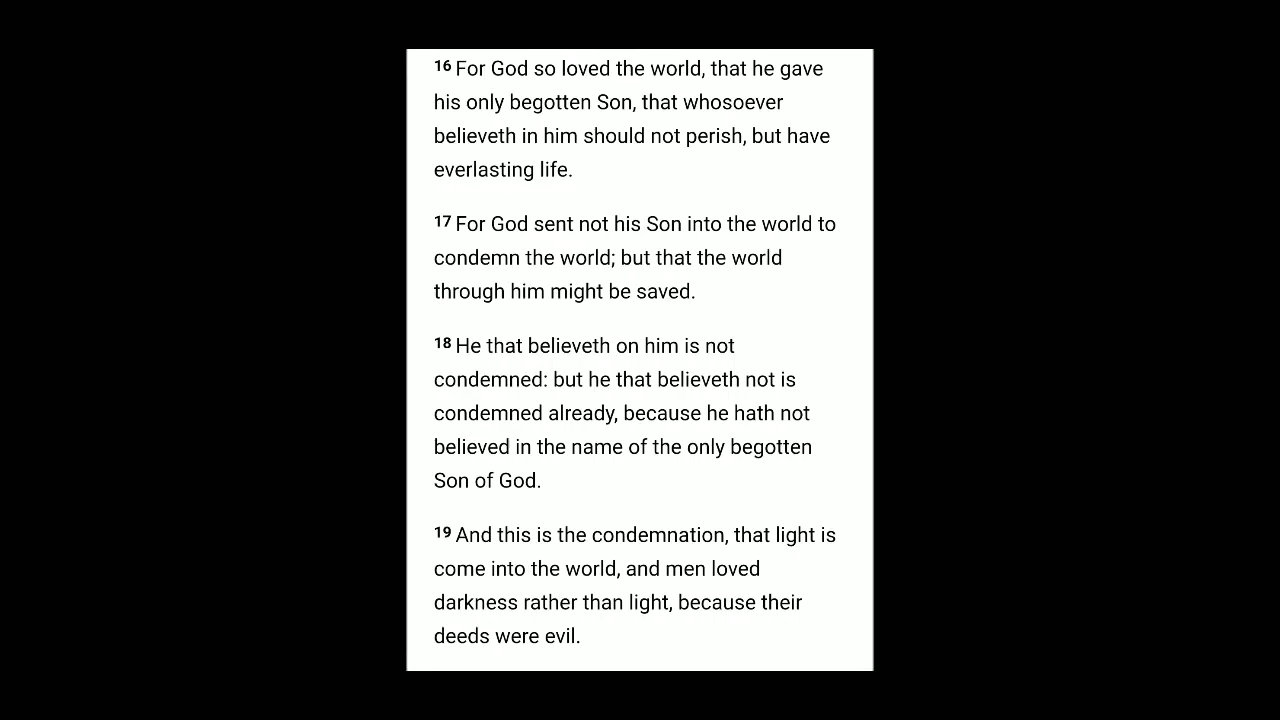 16 For God so loved the world, that he gave
his only begotten Son, that whosoever
believeth in him should not perish, but have
everlasting life.
17 For God sent not his Son into the world to
condemn the world; but that the world
through him might be saved.
18 He that believeth on him is not
condemned: but he that believeth not is
condemned already, because he hath not
believed in the name of the only begotten
Son of God.
19 And this is the condemnation, that light is
come into the world, and men loved
darkness rather than light, because their
deeds were evil.